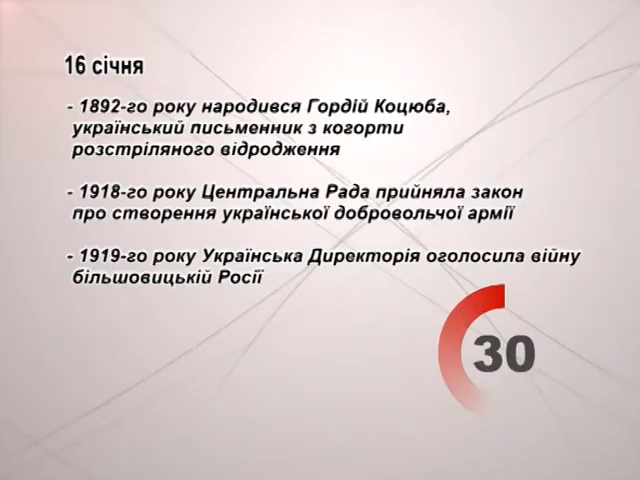 16 січня
- 1892-го року народився Гордій Коцюба,
український письменник з когорти
розстріляного відродження
- 1918-го року Центральна Рада прийняла закон
про створення української добровольчої армії
- 1919-го року Українська Директорія оголосила війну
більшовицькій Росії
30